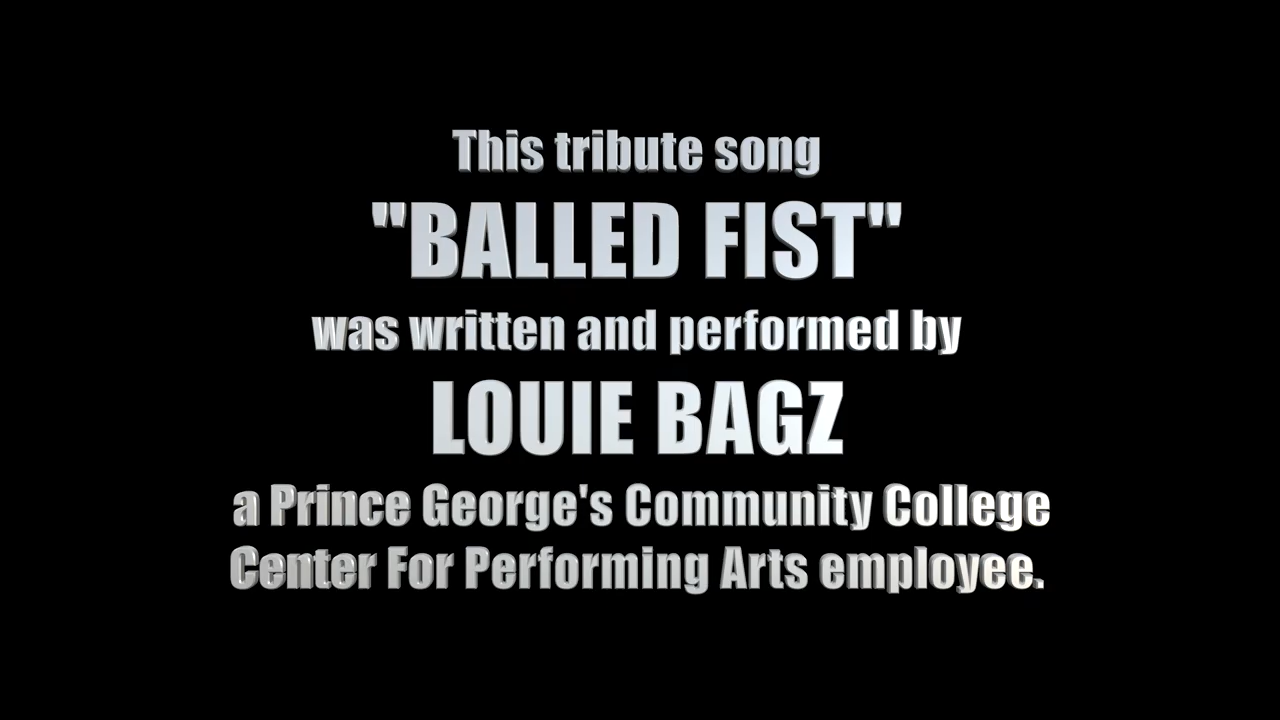 This tribute song
"BALLED FIST"
was written and performed by
LOUIE BAGZ
a Prince George's Community College
Center For Performing Arts employee.